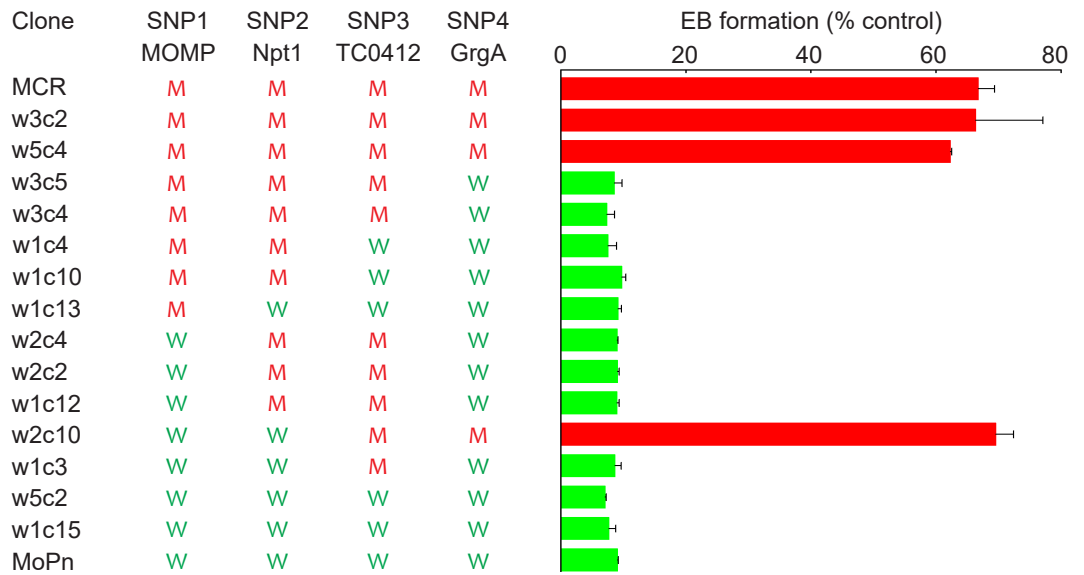 Clone SNP1 SNP2 SNP3 SNP4 EB formation (% control)
MOMP Npt1 TC0412 GrgA 0 20 40 60 80
MCR M M M M
w3c2 M M M M
w5c4 M M M M
w3c5 M M M W
w3c4 M M M W
w1c4 M M W W
w1c10 M M W W
w1c13 M W W W
w2c4 W M M W
w2c2 W M M W
w1c12 W M M W
w2c10 W W M M
w1c3 W W M W
w5c2 W W W W
w1c15 W W W W
MoPn W W W W